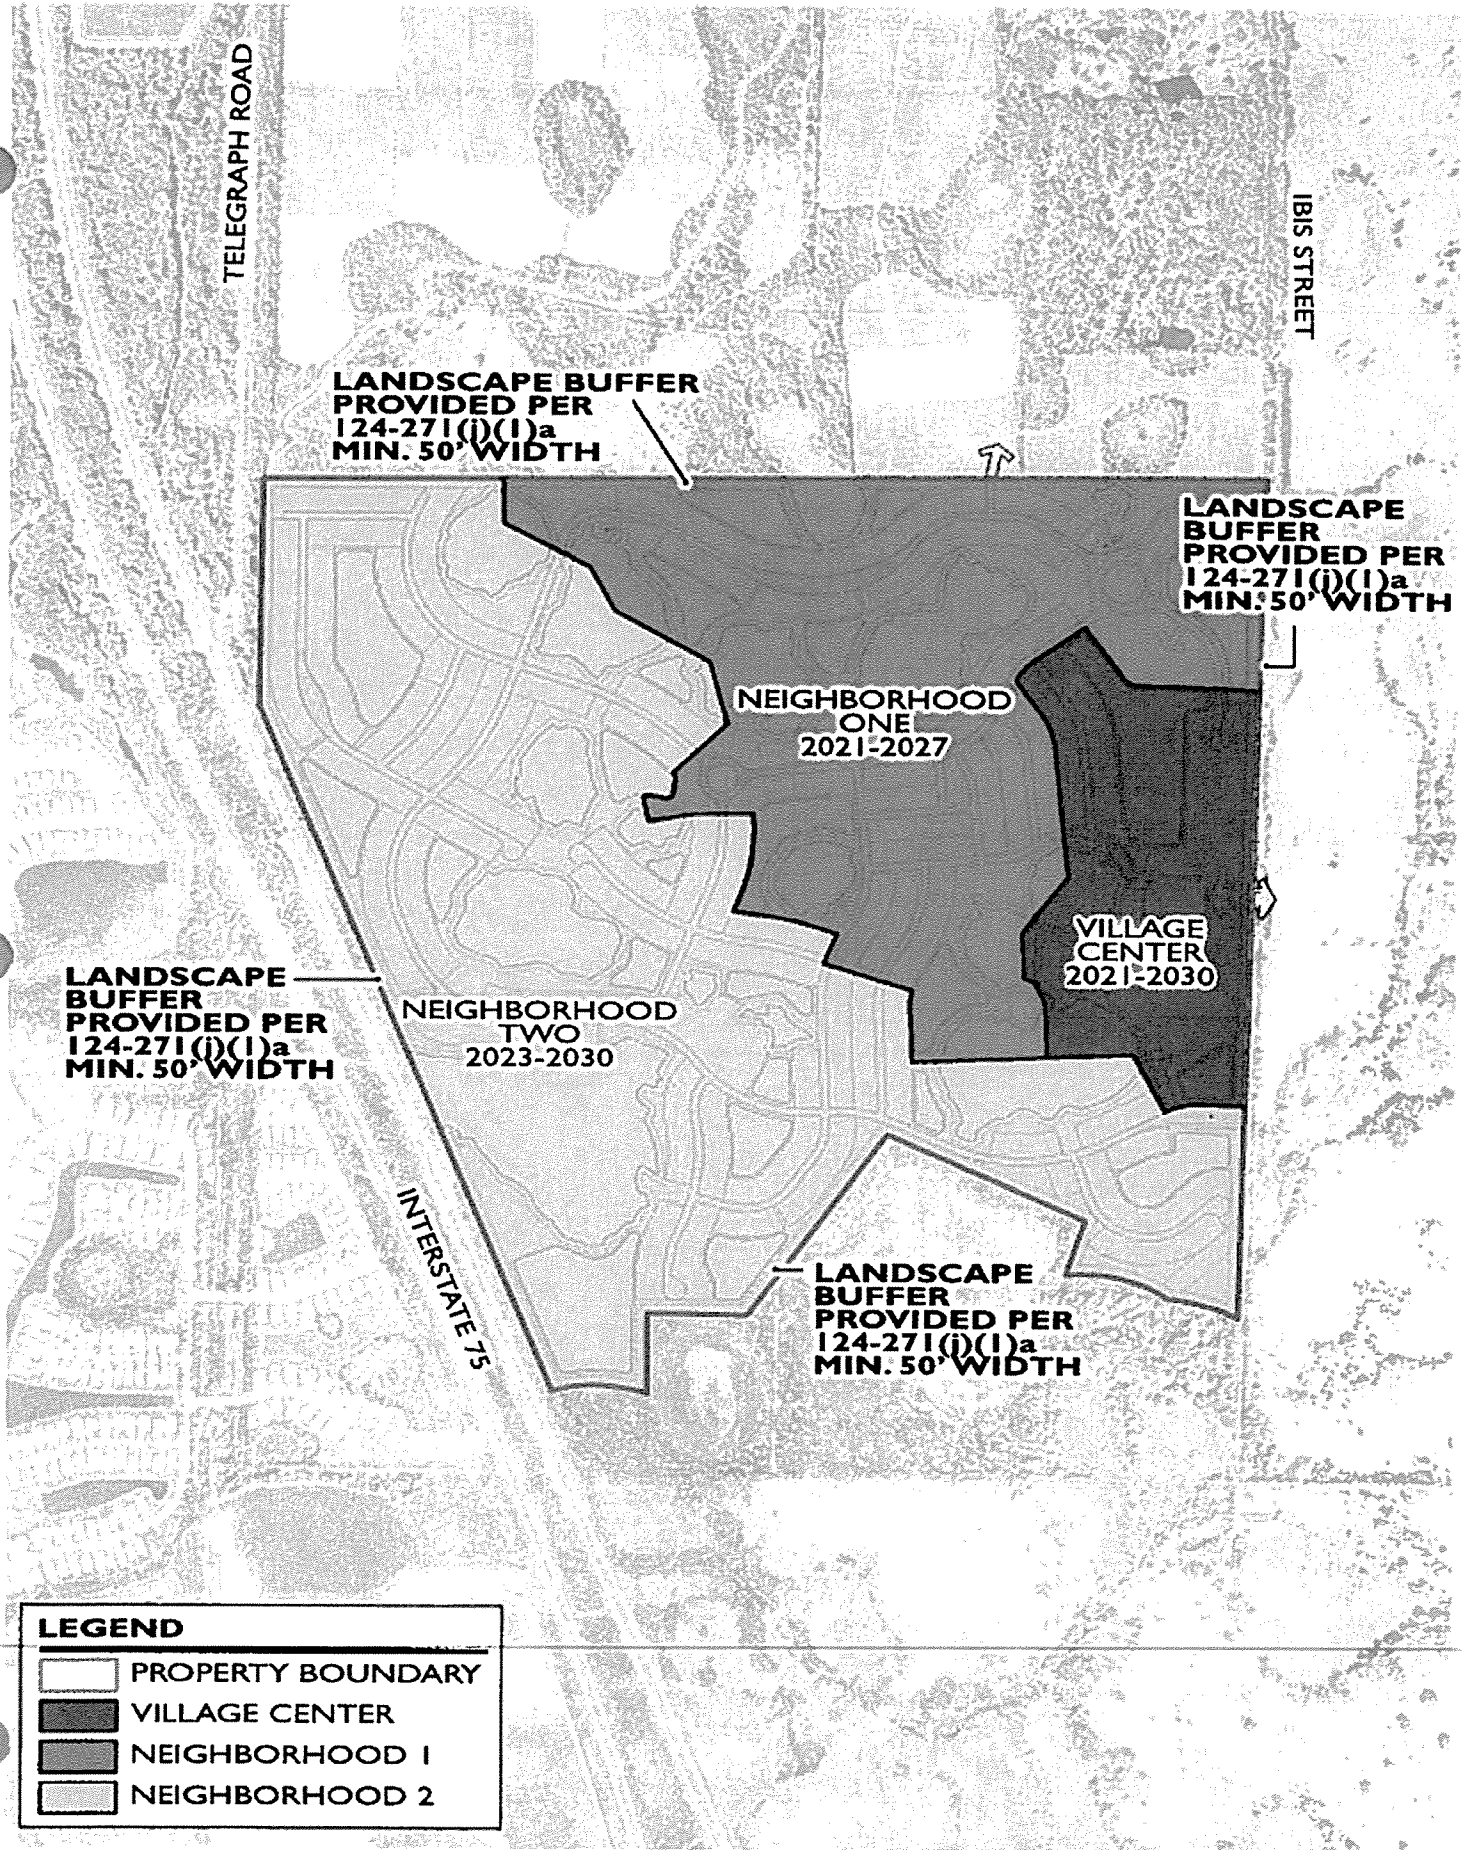 TELEGRAPH ROAD
IBIS STREET
LANDSCAPE BUFFER
PROVIDED PER
124-271(j)(1)a
MIN. 50' WIDTH
LANDSCAPE
BUFFER
PROVIDED PER
124-271(j)(1)a
MIN. 50' WIDTH
NEIGHBORHOOD
ONE
2021-2027
VILLAGE
CENTER
2021-2030
LANDSCAPE
BUFFER
PROVIDED PER
124-271(j)(1)a
MIN. 50' WIDTH
NEIGHBORHOOD
TWO
2023-2030
INTERSTATE 75
LANDSCAPE
BUFFER
PROVIDED PER
124-271(j)(1)a
MIN. 50' WIDTH
LEGEND
PROPERTY BOUNDARY
VILLAGE CENTER
NEIGHBORHOOD 1
NEIGHBORHOOD 2